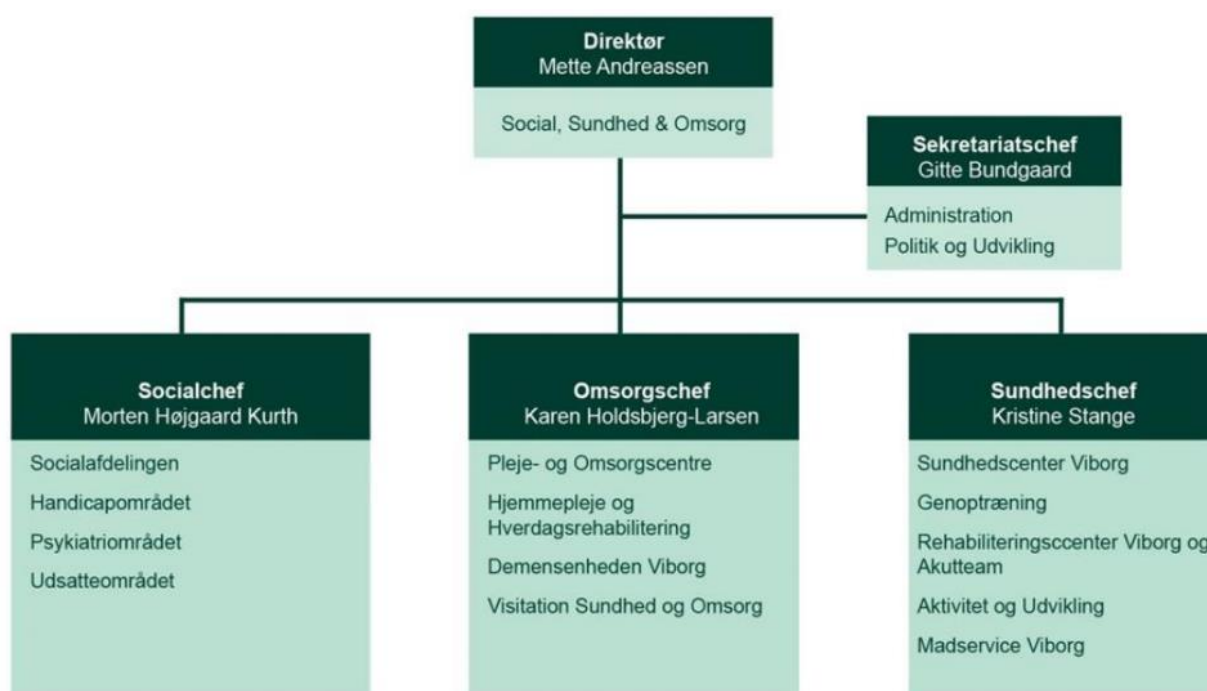 Direktør
Mette Andreassen
Social, Sundhed & Omsorg
Sekretariatschef
Gitte Bundgaard
Administration
Politik og Udvikling
Socialchef
Morten Højgaard Kurth
Socialafdelingen
Handicapområdet
Psykiatriområdet
Udsatteområdet
Omsorgschef
Karen Holdsbjerg-Larsen
Pleje- og Omsorgscentre
Hjemmepleje og
Hverdagsrehabilitering
Demensenheden Viborg
Visitation Sundhed og Omsorg
Sundhedschef
Kristine Stange
Sundhedscenter Viborg
Genoptræning
Rehabiliteringsccenter Viborg og
Akutteam
Aktivitet og Udvikling
Madservice Viborg